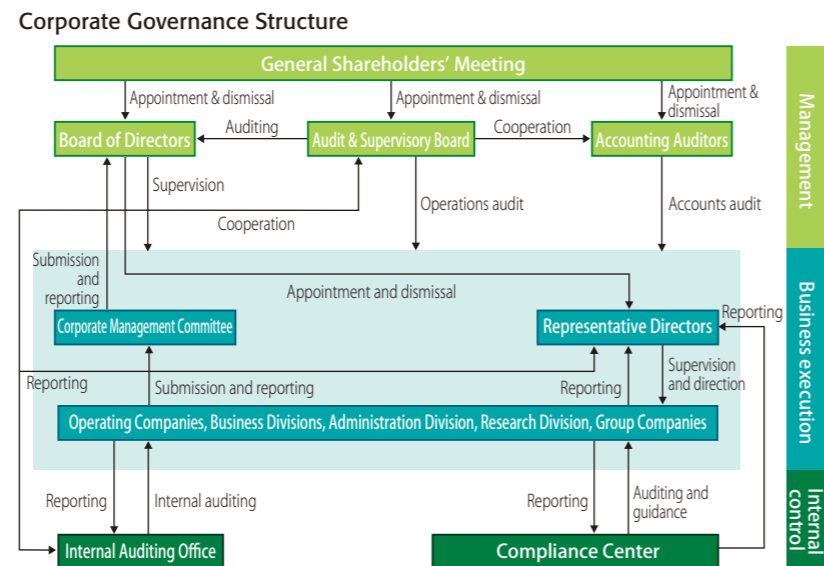 Corporate Governance Structure
General Shareholders' Meeting
Appointment & dismissal
Appointment & dismissal
Appointment &
dismissal
Board of Directors
Auditing
Audit & Supervisory Board
Cooperation
Accounting Auditors
Management
Supervision
Cooperation
Operations audit
Accounts audit
Submission
and
reporting
Appointment and dismissal
Corporate Management Committee
Representative Directors
Reporting
Business execution
Reporting
Submission and reporting
Reporting
Supervision
and direction
Operating Companies, Business Divisions, Administration Division, Research Division, Group Companies
Reporting
Internal auditing
Reporting
Auditing and
guidance
Internal Auditing Office
Compliance Center
Internal
control